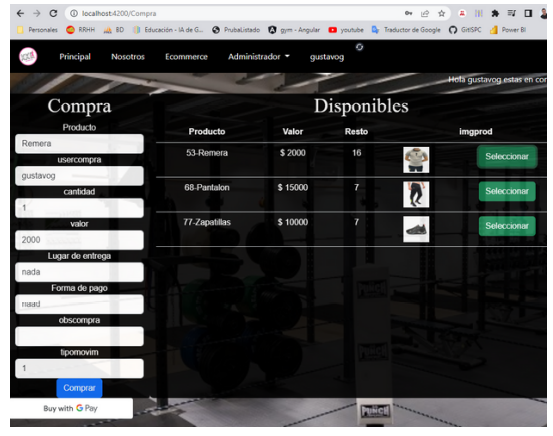 localhost:4200/Compra
Personales RRHH BD Educación - IA de G... PrubaListado gym - Angular youtube Traductor de Google GitISPC Power BI
Principal Nosotros Ecommerce Administrador gustavog
Hola gustavog estas en com
Compra
Producto
Remera
usercompra
gustavog
cantidad
1
valor
2000
Lugar de entrega
nada
Forma de pago
naad
obscompra
tipomovim
1
Comprar
Buy with G Pay
Disponibles
Producto Valor Resto imgprod
53-Remera $ 2000 16 Seleccionar
68-Pantalon $ 15000 7 Seleccionar
77-Zapatillas $ 10000 7 Seleccionar
PUNCH